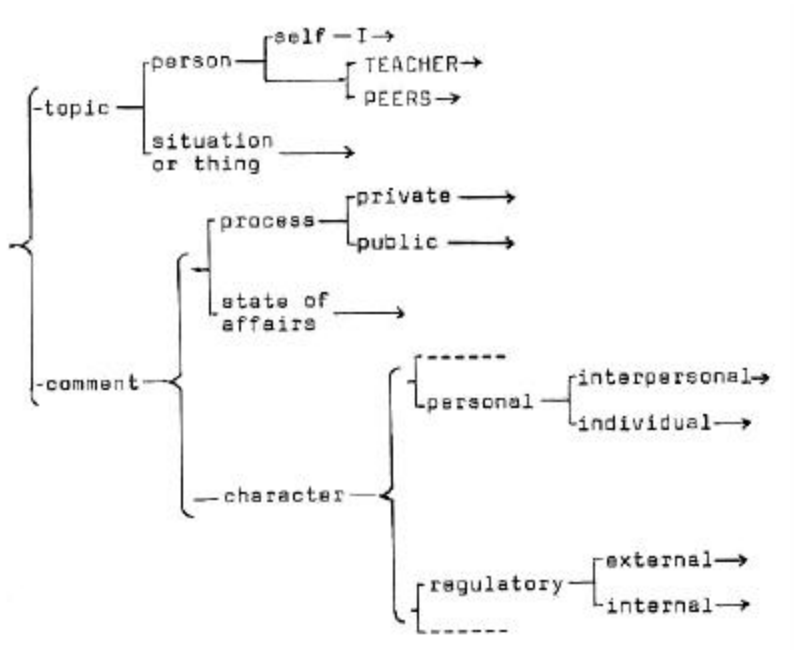 self – I →
person
TEACHER →
PEERS →
topic
situation
or thing
private
process
public
state of
affairs
comment
personal
interpersonal
individual
character
external
regulatory
internal